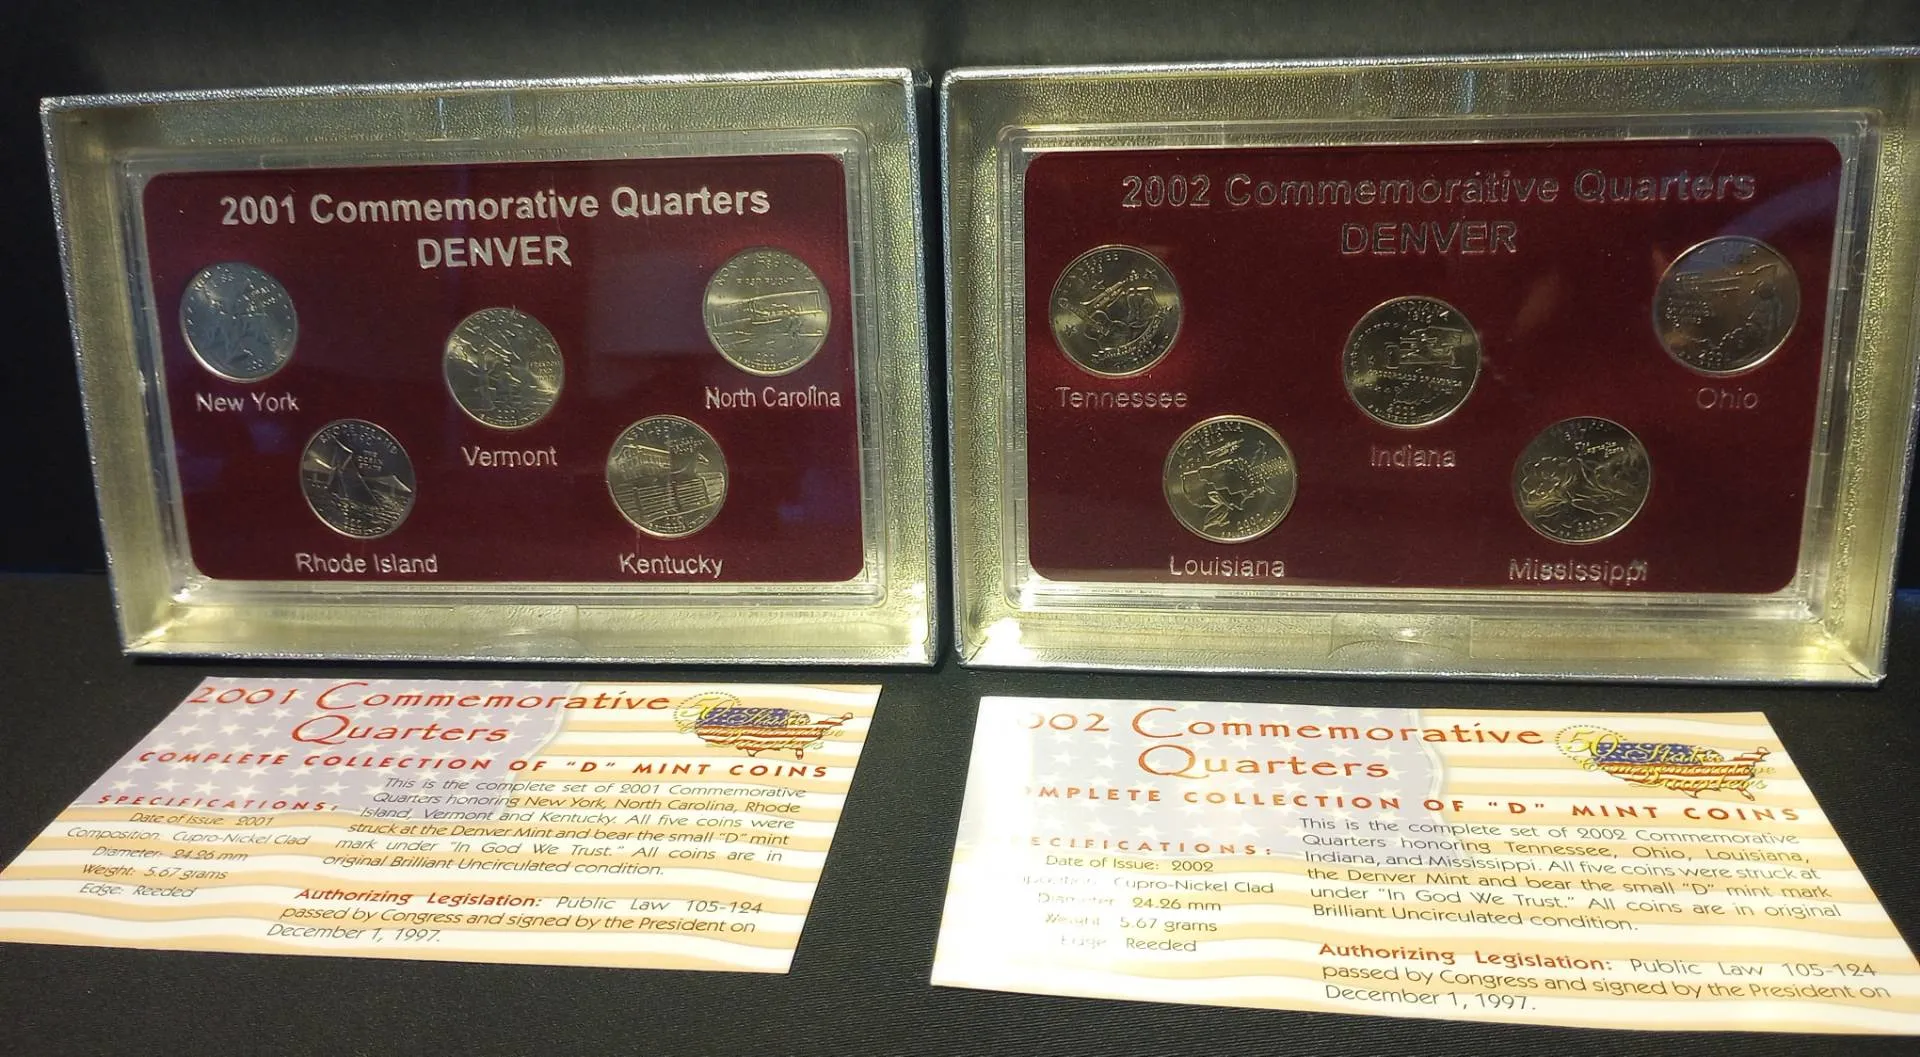 2001 Commemorative Quarters
DENVER
New York
North Carolina
Vermont
Rhode Island
Kentucky
2002 Commemorative Quarters
DENVER
Tennessee
Ohio
Indiana
Louisiana
Mississippi
2001 Commemorative
Quarters
COMPLETE COLLECTION OF "D" MINT COINS
SPECIFICATIONS:
Date of Issue: 2001
Composition: Cupro-Nickel Clad
Diameter: 24.26 mm
Weight: 5.67 grams
Edge: Reeded
This is the complete set of 2001 Commemorative
Quarters honoring New York, North Carolina, Rhode
Island, Vermont and Kentucky. All five coins were
struck at the Denver Mint and bear the small "D" mint
mark under "In God We Trust." All coins are in
original Brilliant Uncirculated condition.
Authorizing Legislation: Public Law 105-124
passed by Congress and signed by the President on
December 1, 1997.
002 Commemorative
Quarters
50 States
Commemorative
Quarters
OMPLETE COLLECTION OF "D" MINT COINS
ECIFICATIONS:
Date of Issue: 2002
Cupro-Nickel Clad
Diameter 24.26 mm
Weight 5.67 grams
Edge: Reeded
This is the complete set of 2002 Commemorative
Quarters honoring Tennessee, Ohio, Louisiana,
Indiana, and Mississippi. All five coins were struck at
the Denver Mint and bear the small "D" mint mark
under "In God We Trust." All coins are in original
Brilliant Uncirculated condition.
Authorizing Legislation: Public Law 105-124
passed by Congress and signed by the President on
December 1, 1997.